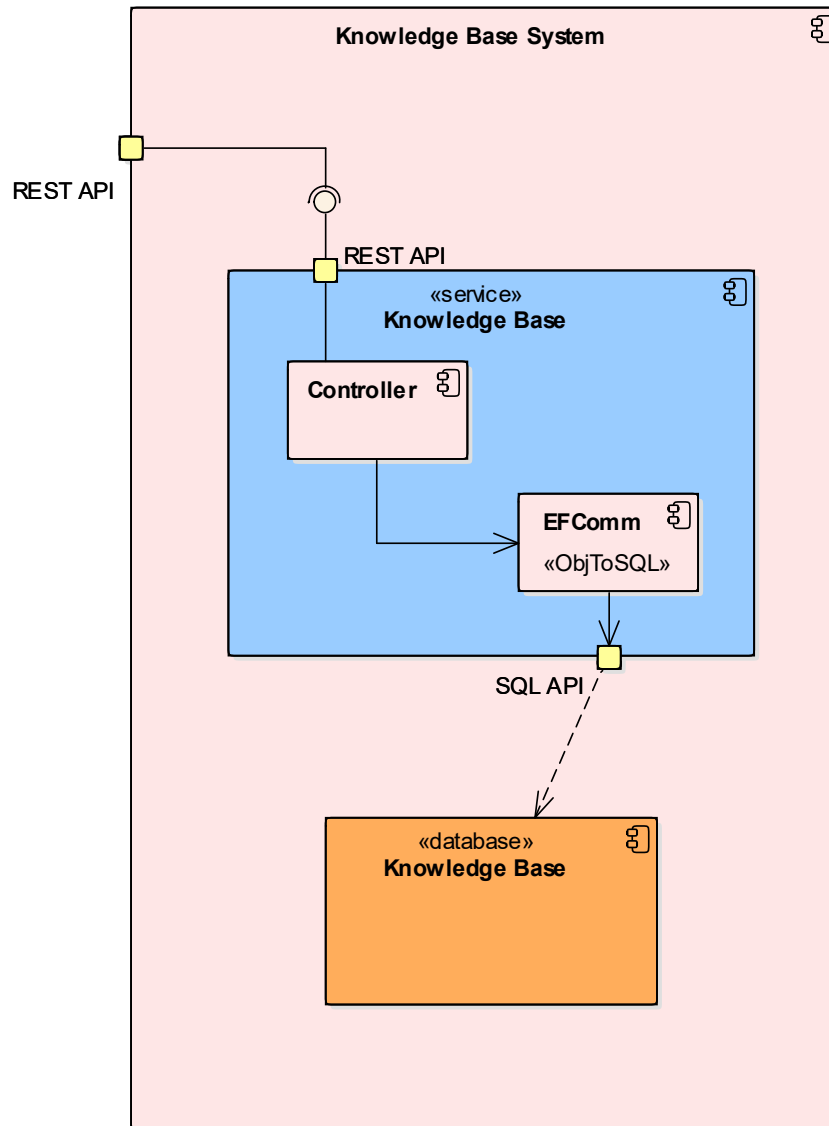 Knowledge Base System
REST API
REST API
«service»
Knowledge Base
Controller
EFComm
«ObjToSQL»
SQL API
«database»
Knowledge Base